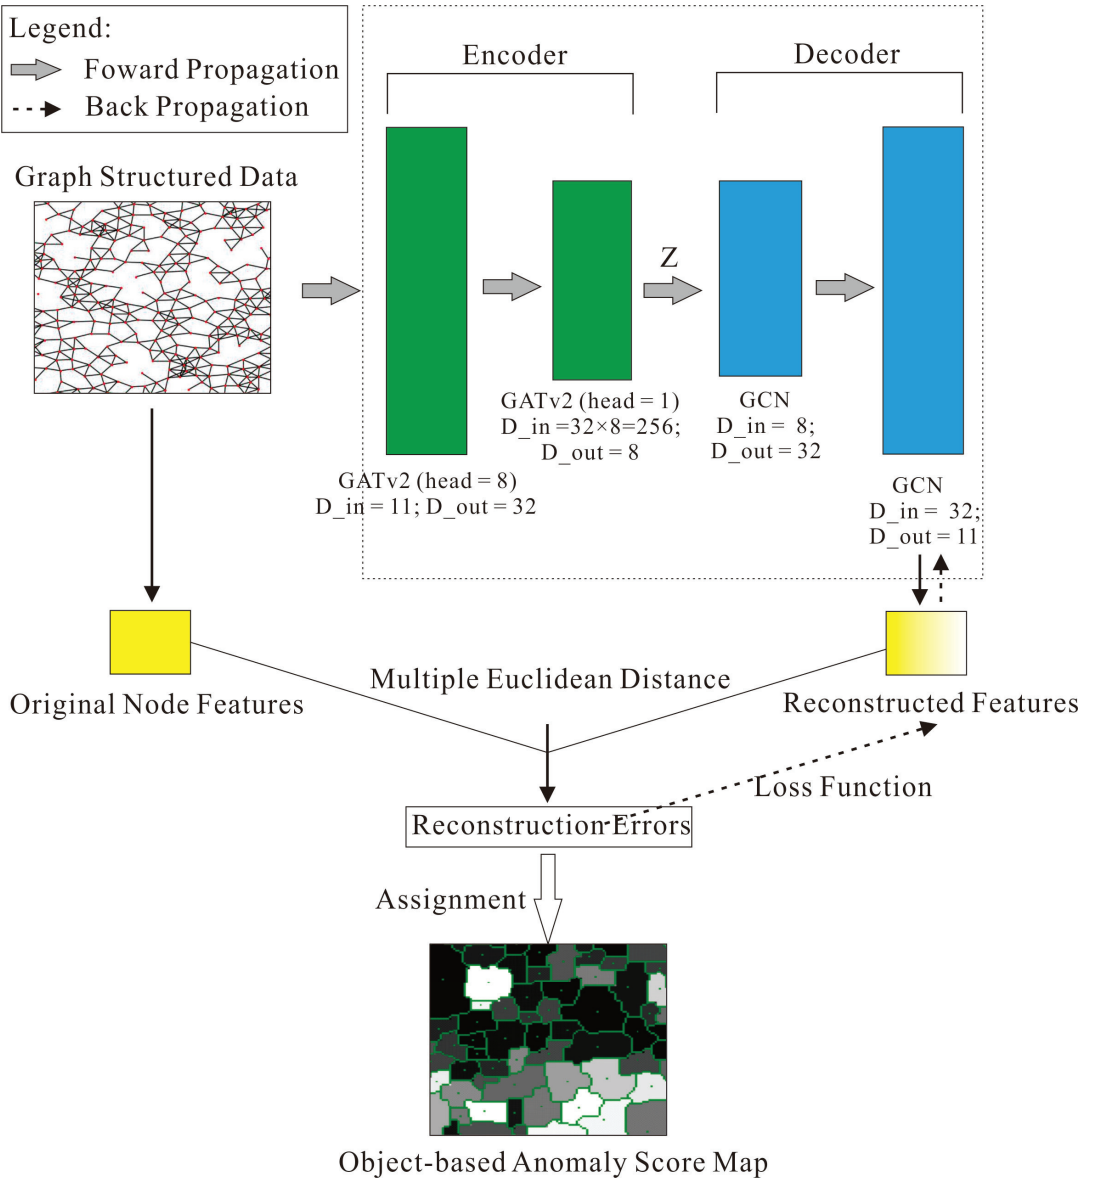 Legend:
Foward Propagation
Back Propagation
Encoder
Decoder
Graph Structured Data
Z
GATv2 (head = 8)
D_in = 11; D_out = 32
GATv2 (head = 1)
D_in =32×8=256;
D_out = 8
GCN
D_in = 8;
D_out = 32
GCN
D_in = 32;
D_out = 11
Original Node Features
Multiple Euclidean Distance
Reconstructed Features
Loss Function
Reconstruction Errors
Assignment
Object-based Anomaly Score Map